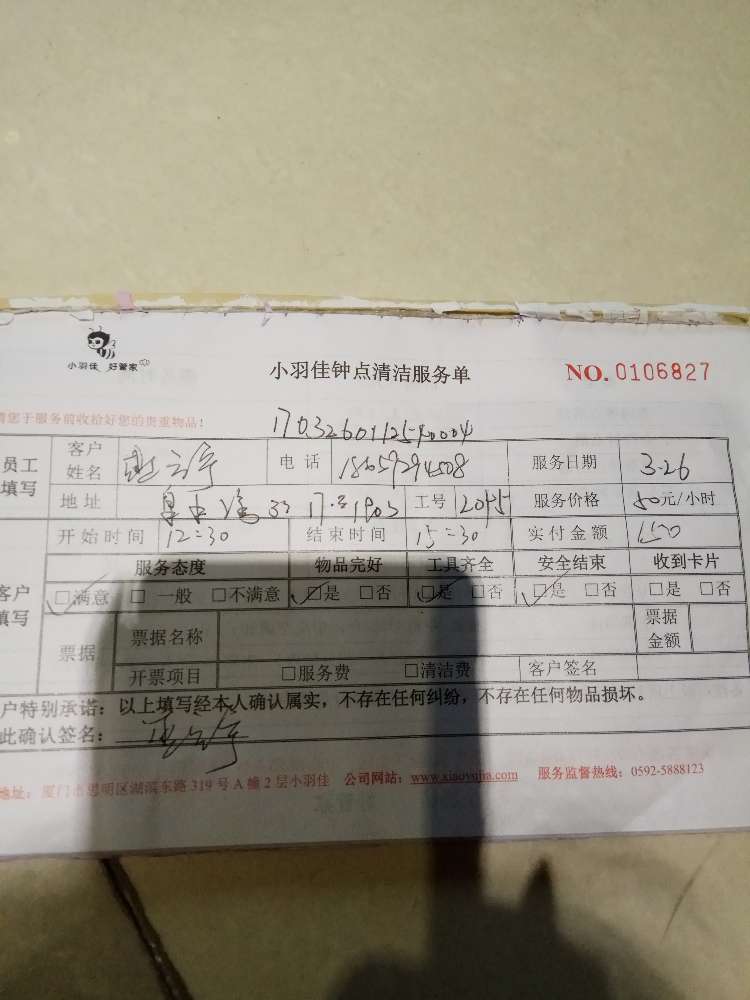 小羽佳 好管家
小羽佳钟点清洁服务单
NO. 0106827
请您于服务前收拾好您的贵重物品!
员工填写 客户姓名 电话 服务日期 3.26
地址 工号 服务价格 50元/小时
开始时间 12:30 结束时间 15:30 实付金额 150
客户填写 服务态度 物品完好 工具齐全 安全结束 收到卡片
□满意 □一般 □不满意 □是 □否 □是 □否 □是 □否 □是 □否
票据 票据名称 票据金额
开票项目 □服务费 □清洁费 客户签名
户特别承诺:以上填写经本人确认属实,不存在任何纠纷,不存在任何物品损坏。
此确认签名:
地址:厦门市思明区湖滨东路319号A幢2层小羽佳 公司网站:www.xiaoyujia.com 服务监督热线:0592-5888123